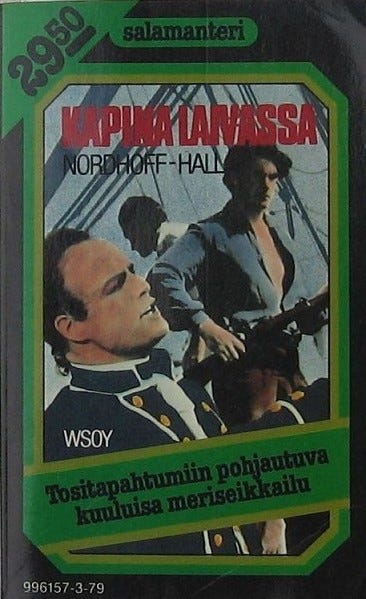 29.50
salamanteri
KAPINA LAIVASSA
NORDHOFF-HALL
WSOY
Tositapahtumiin pohjautuva
kuuluisa meriseikkailu
996157-3-79